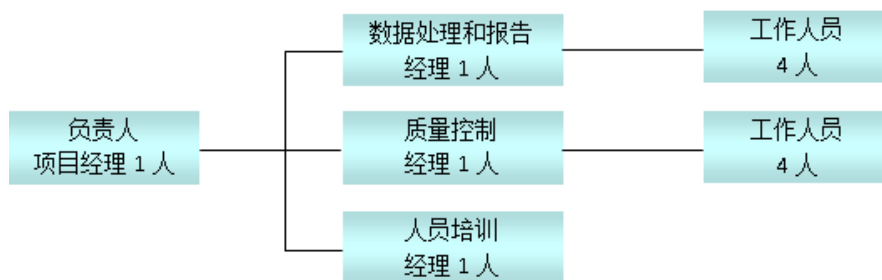 数据处理和报告
经理 1 人
工作人员
4 人
负责人
项目经理 1 人
质量控制
经理 1 人
工作人员
4 人
人员培训
经理 1 人